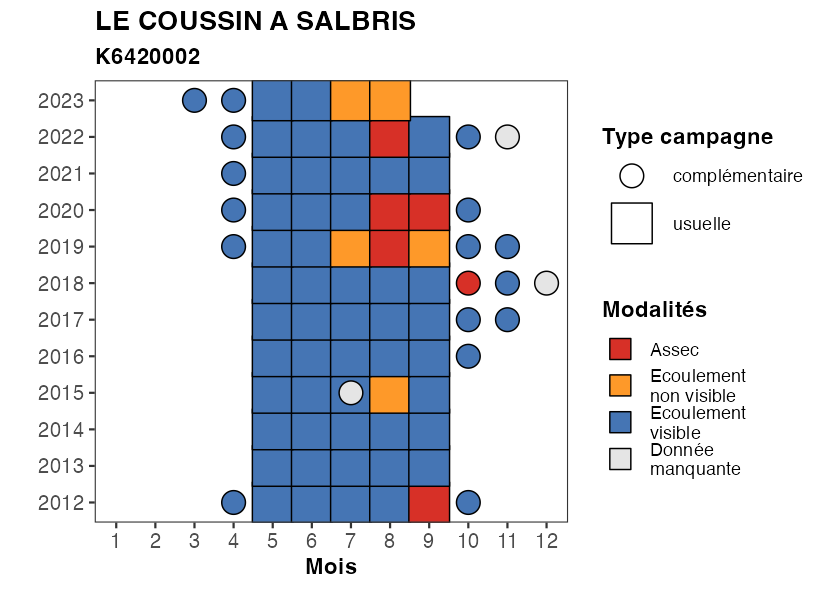 LE COUSSIN A SALBRIS
K6420002
2023
2022
2021
2020
2019
2018
2017
2016
2015
2014
2013
2012
1 2 3 4 5 6 7 8 9 10 11 12
Mois
Type campagne
complémentaire
usuelle
Modalités
Assec
Ecoulement
non visible
Ecoulement
visible
Donnée
manquante